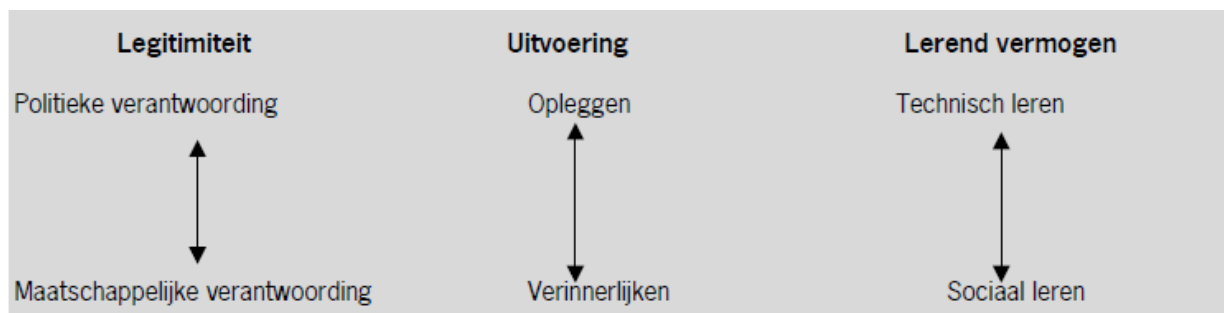 Legitimiteit Uitvoering Lerend vermogen
Politieke verantwoording Opleggen Technisch leren
Maatschappelijke verantwoording Verinnerlijken Sociaal leren